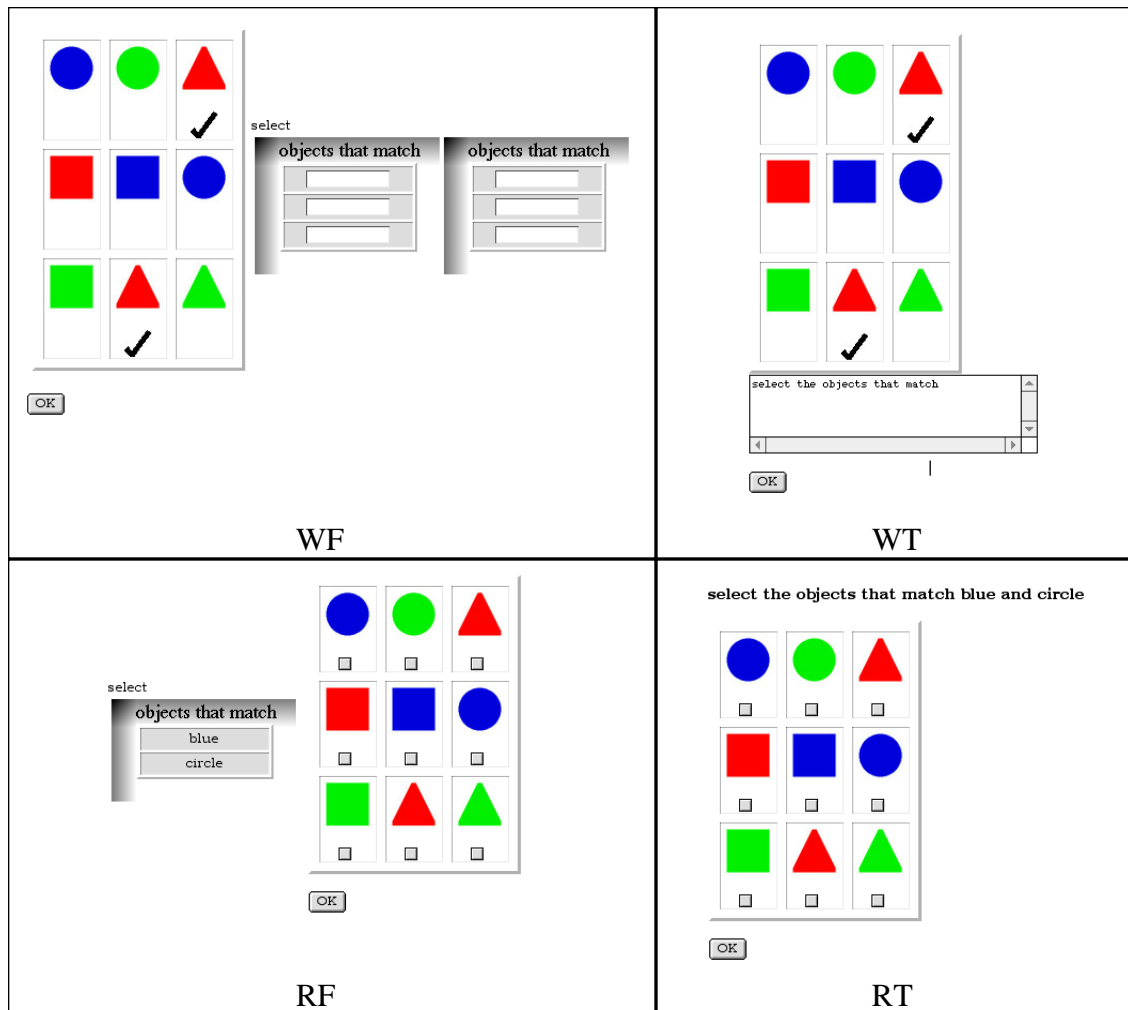 select
objects that match
objects that match
OK
WF
select the objects that match
OK
WT
select
objects that match
blue
circle
OK
RF
select the objects that match blue and circle
OK
RT